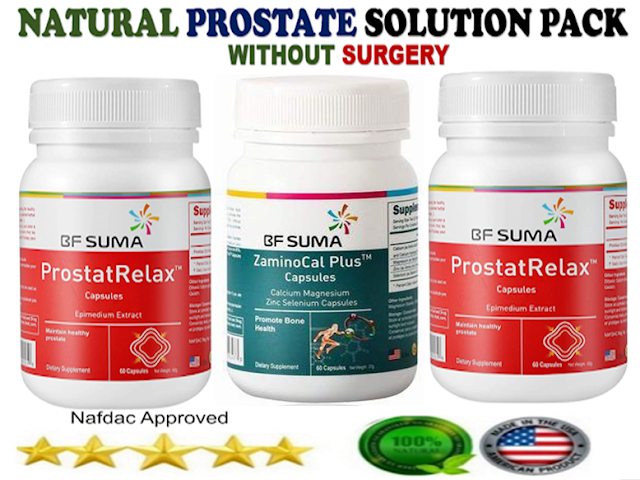 NATURAL PROSTATE SOLUTION PACK
WITHOUT SURGERY
BF SUMA
ProstatRelax™
Capsules
Epimedium Extract
Maintain healthy
prostate
Dietary Supplement
60 Capsules
BF SUMA
ZaminoCal Plus™
Capsules
Calcium Magnesium
Zinc Selenium Capsules
Promote Bone
Health
Dietary Supplement
60 Capsules
Supplem
BF SUMA
ProstatRelax™
Capsules
Epimedium Extract
Maintain healthy
prostate
Dietary Supplement
60 Capsules
Supple
Nafdac Approved
100%
NATURAL
MADE IN THE USA
AMERICAN PRODUCT